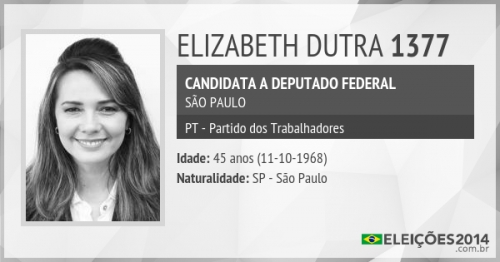 ELIZABETH DUTRA 1377
CANDIDATA A DEPUTADO FEDERAL
SÃO PAULO
PT - Partido dos Trabalhadores
Idade: 45 anos (11-10-1968)
Naturalidade: SP - São Paulo
ELEIÇÕES2014
.com.br